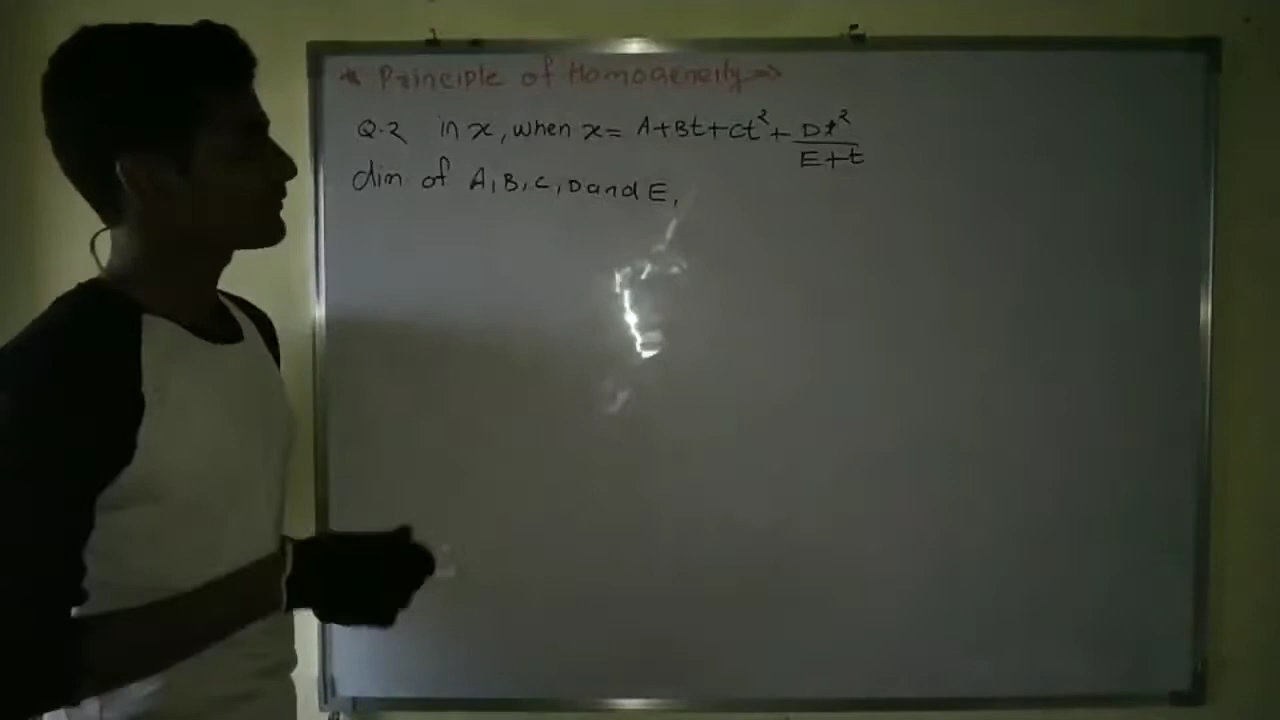 * Principle of Homogeneity =>
Q.2 in x, when x = A+Bt+Ct²+ Dt²/E+t
dim of A, B, C, D and E,